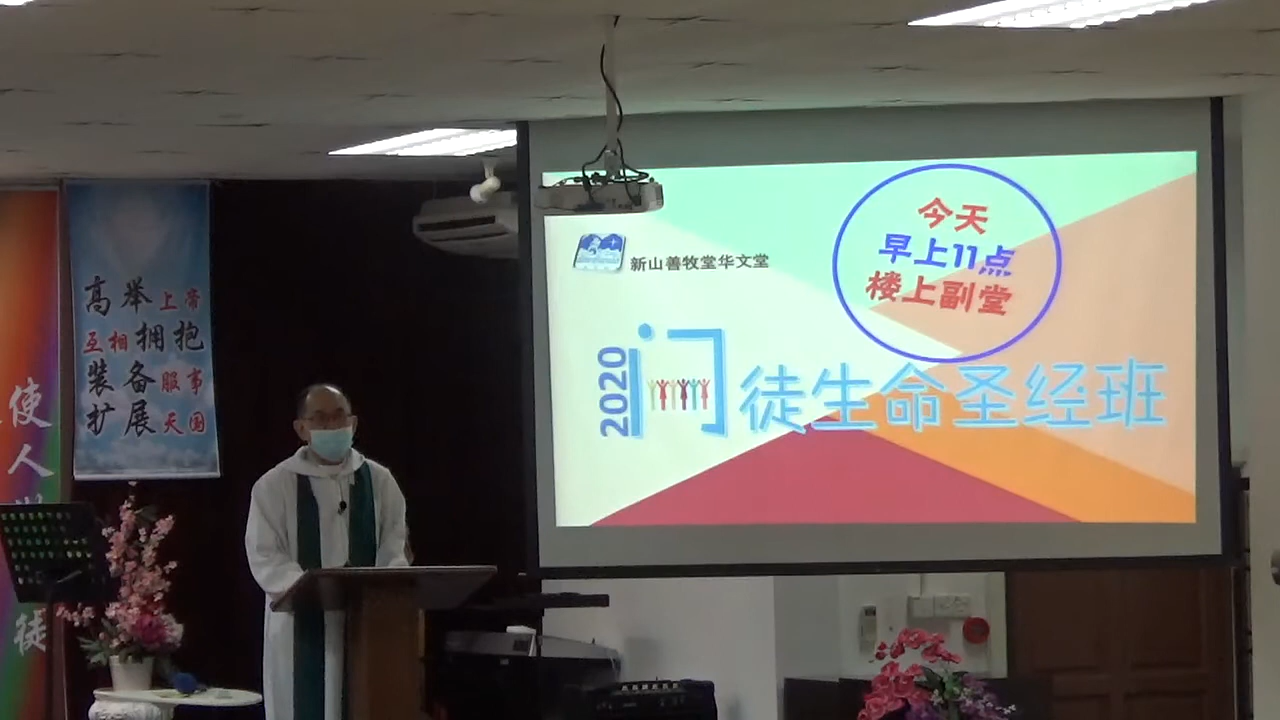 高举上帝
互相拥抱
装备服事
扩展天国
使
人
徒
新山善牧堂华文堂
今天
早上11点
楼上副堂
2020
门徒生命圣经班